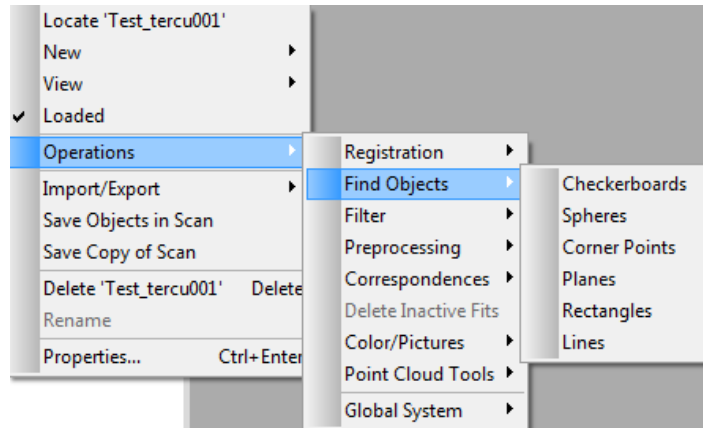 Locate 'Test_tercu001'
New
View
Loaded
Operations
Import/Export
Save Objects in Scan
Save Copy of Scan
Delete 'Test_tercu001' Delete
Rename
Properties... Ctrl+Enter
Registration
Find Objects
Filter
Preprocessing
Correspondences
Delete Inactive Fits
Color/Pictures
Point Cloud Tools
Global System
Checkerboards
Spheres
Corner Points
Planes
Rectangles
Lines